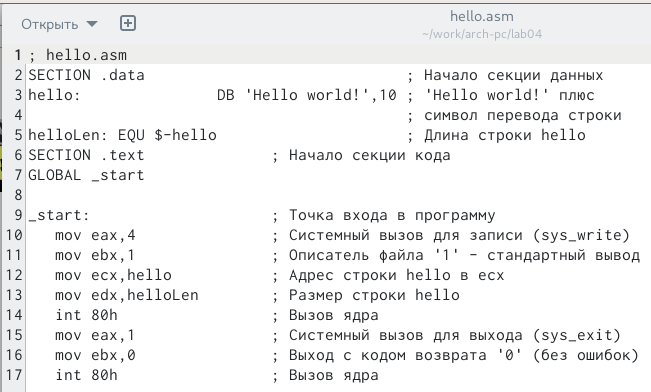 Открыть
hello.asm
~/work/arch-pc/lab04
1 ; hello.asm
2 SECTION .data ; Начало секции данных
3 hello: DB 'Hello world!',10 ; 'Hello world!' плюс
4 ; символ перевода строки
5 helloLen: EQU $-hello ; Длина строки hello
6 SECTION .text ; Начало секции кода
7 GLOBAL _start
8
9 _start: ; Точка входа в программу
10 mov eax,4 ; Системный вызов для записи (sys_write)
11 mov ebx,1 ; Описатель файла '1' - стандартный вывод
12 mov ecx,hello ; Адрес строки hello в ecx
13 mov edx,helloLen ; Размер строки hello
14 int 80h ; Вызов ядра
15 mov eax,1 ; Системный вызов для выхода (sys_exit)
16 mov ebx,0 ; Выход с кодом возврата '0' (без ошибок)
17 int 80h ; Вызов ядра